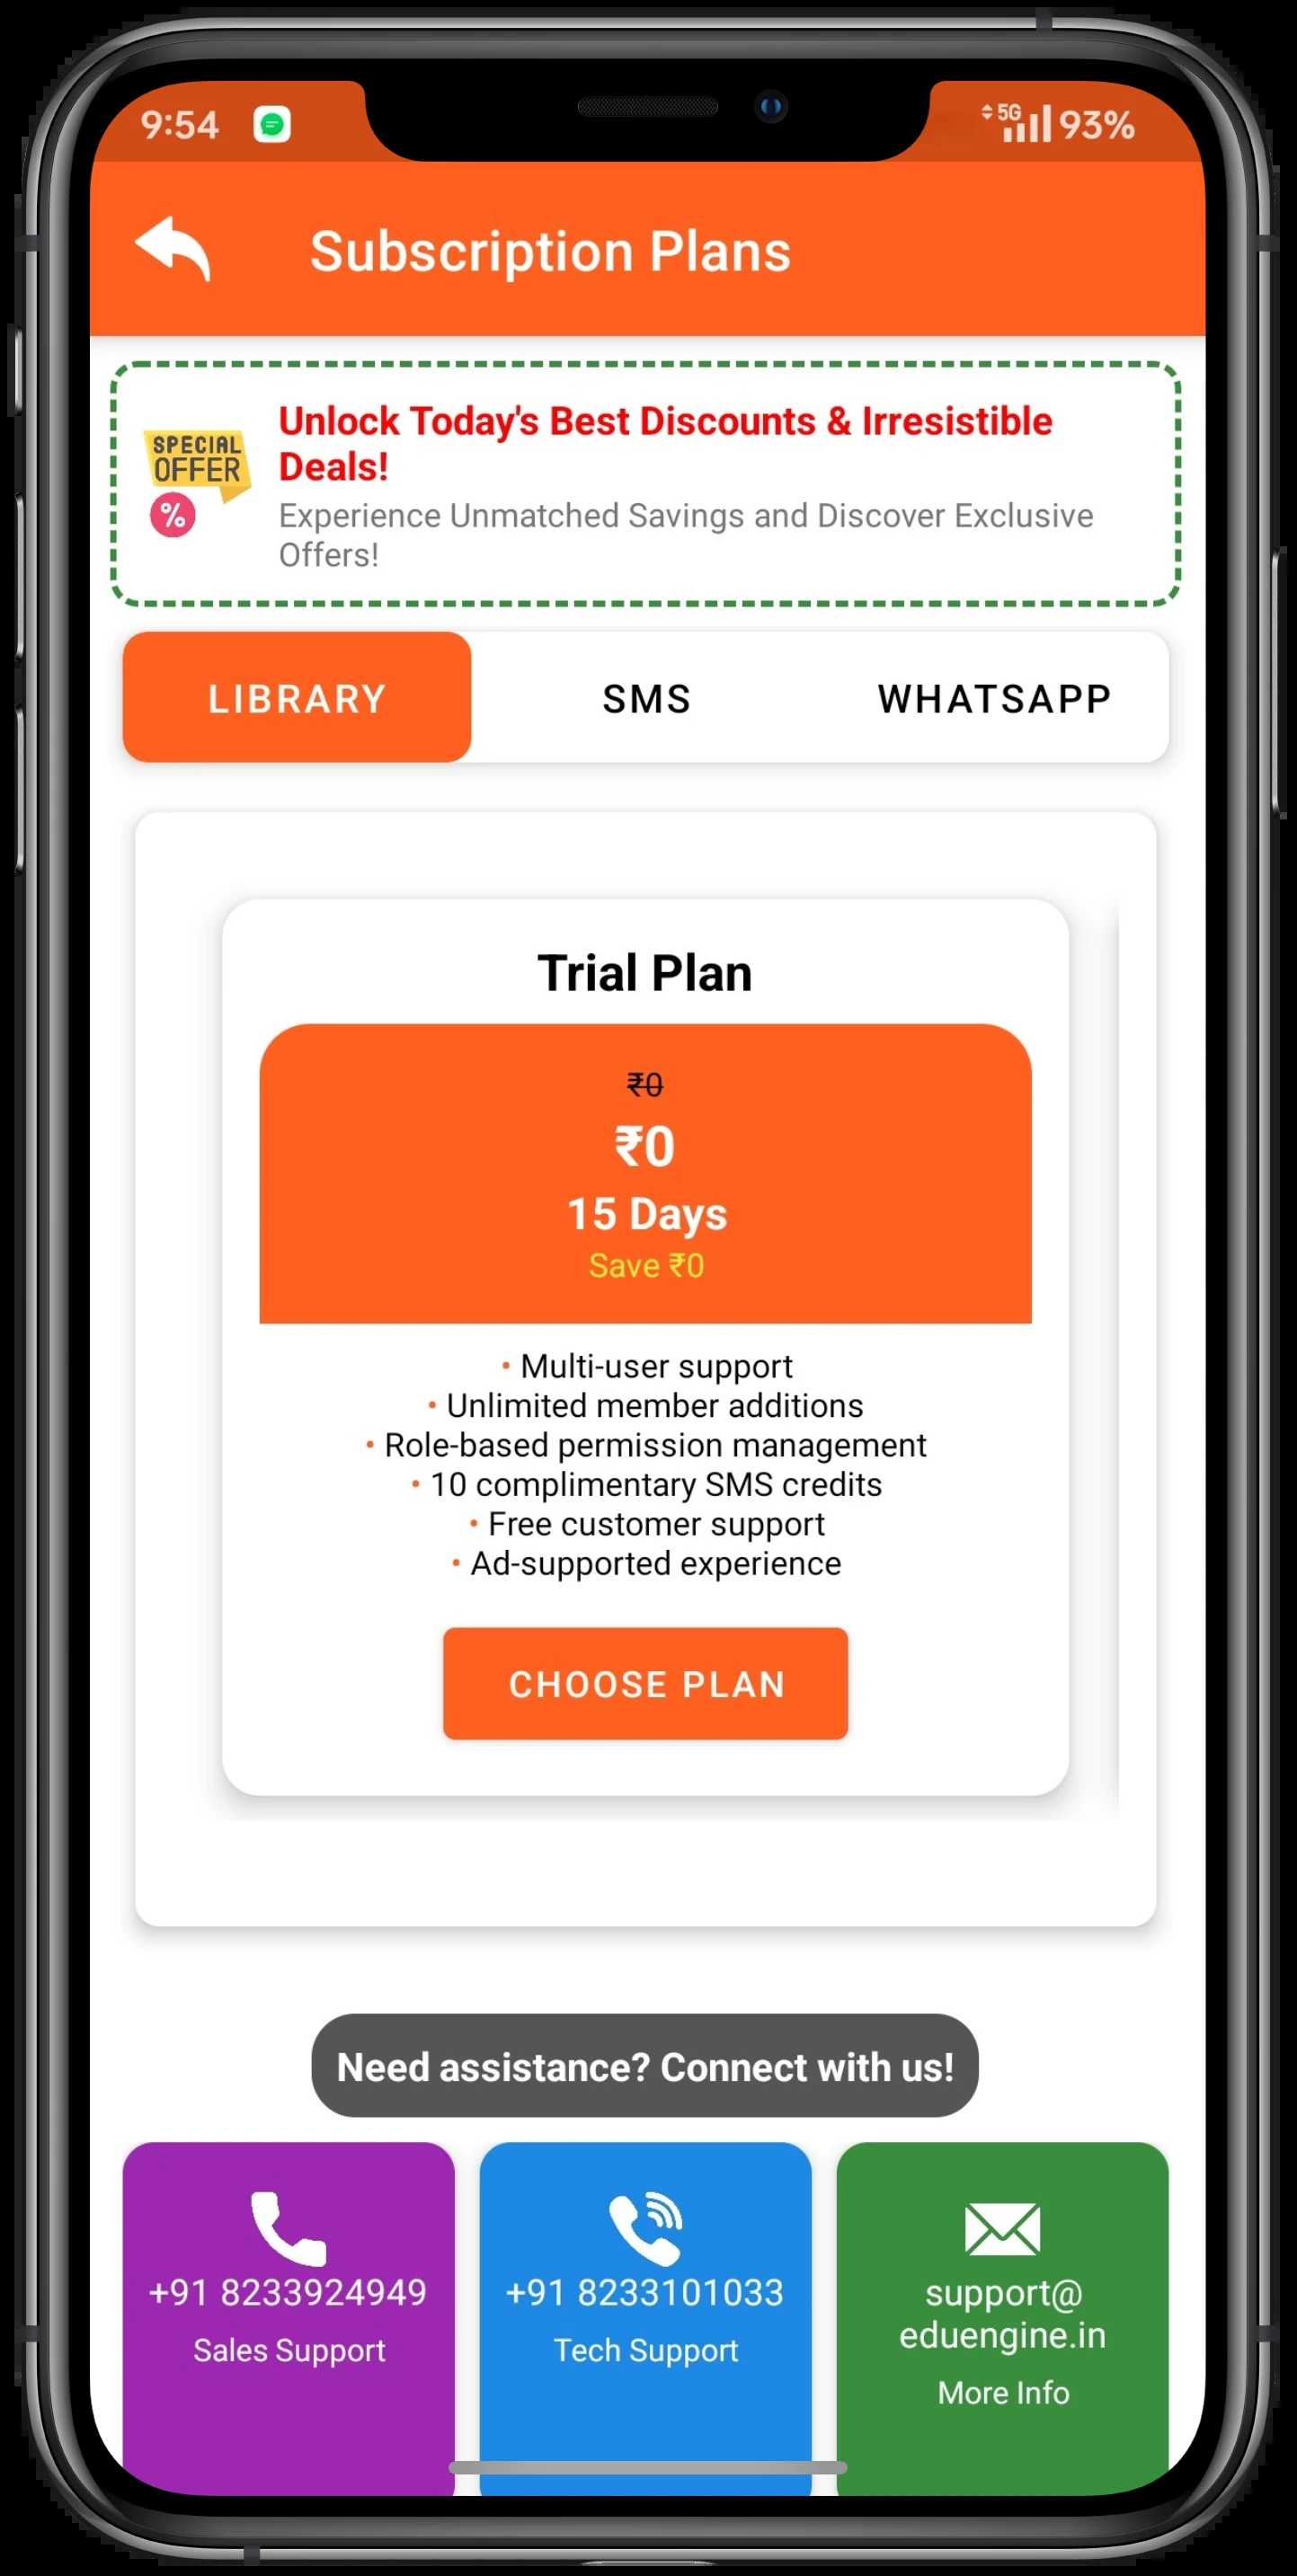 9:54
5G 93%
Subscription Plans
SPECIAL
OFFER
%
Unlock Today's Best Discounts & Irresistible
Deals!
Experience Unmatched Savings and Discover Exclusive
Offers!
LIBRARY SMS WHATSAPP
Trial Plan
₹0
₹0
15 Days
Save ₹0
• Multi-user support
• Unlimited member additions
• Role-based permission management
• 10 complimentary SMS credits
• Free customer support
• Ad-supported experience
CHOOSE PLAN
Need assistance? Connect with us!
+91 8233924949
Sales Support
+91 8233101033
Tech Support
support@
eduengine.in
More Info